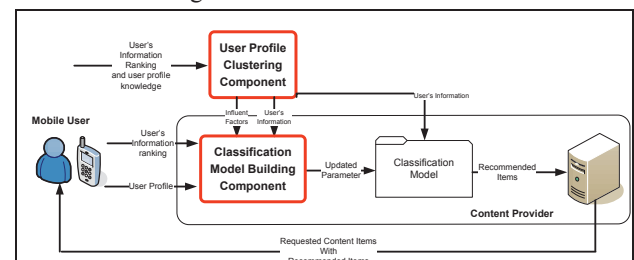 User's
Information
Ranking
and user profile
knowledge
User Profile
Clustering
Component
User's Information
Influent
Factors
User's
Information
Mobile User
User's
Information
ranking
User Profile
Classification
Model Building
Component
Updated
Parameter
Classification
Model
Recommended
Items
Content Provider
Requested Content Items
With
Recommended Items